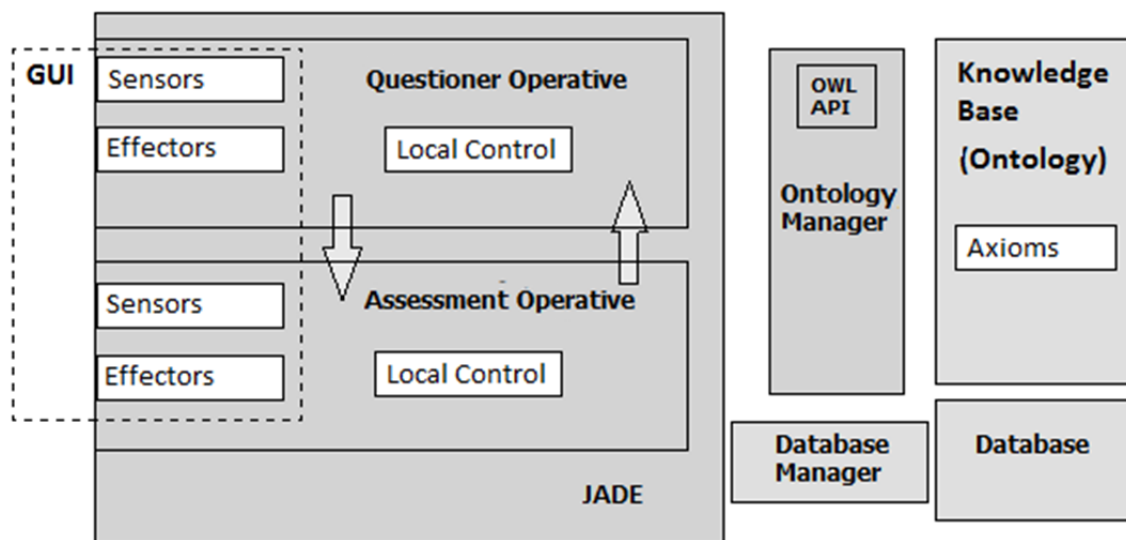 GUI
Sensors
Questioner Operative
Effectors
Local Control
Sensors
Assessment Operative
Effectors
Local Control
JADE
OWL
API
Ontology
Manager
Knowledge
Base
(Ontology)
Axioms
Database
Manager
Database